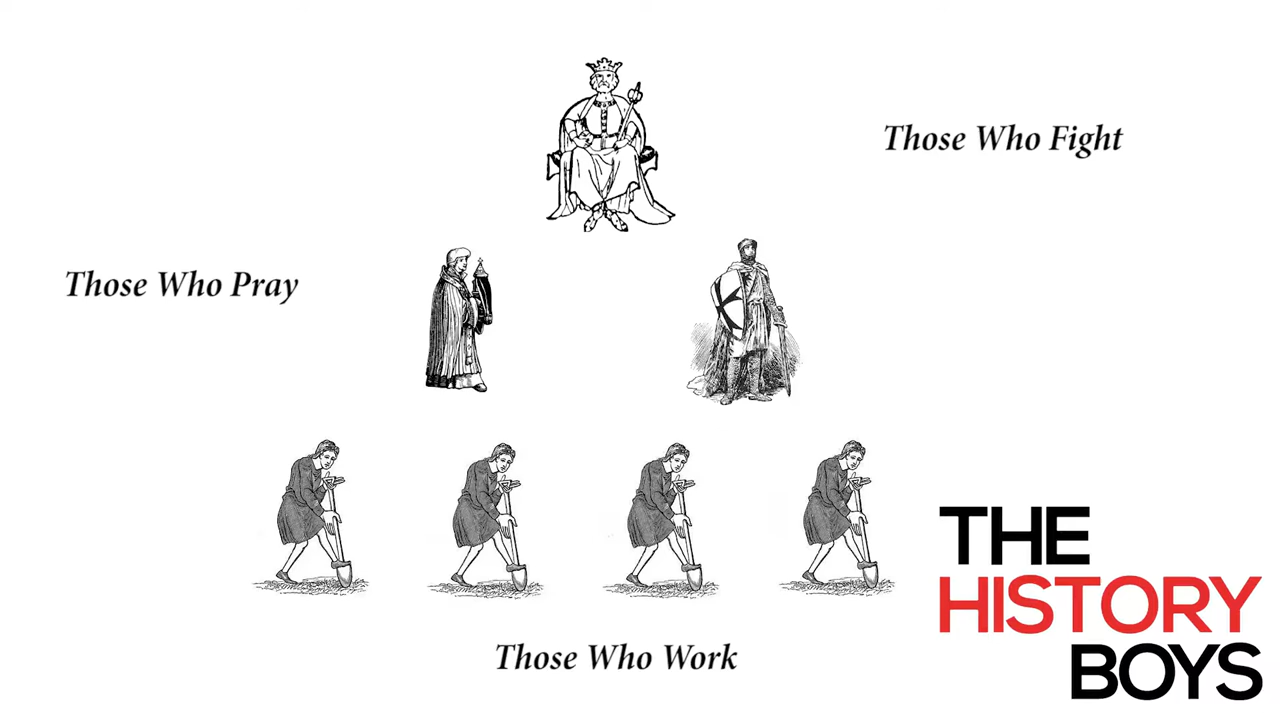 Those Who Fight
Those Who Pray
Those Who Work
THE
HISTORY
BOYS